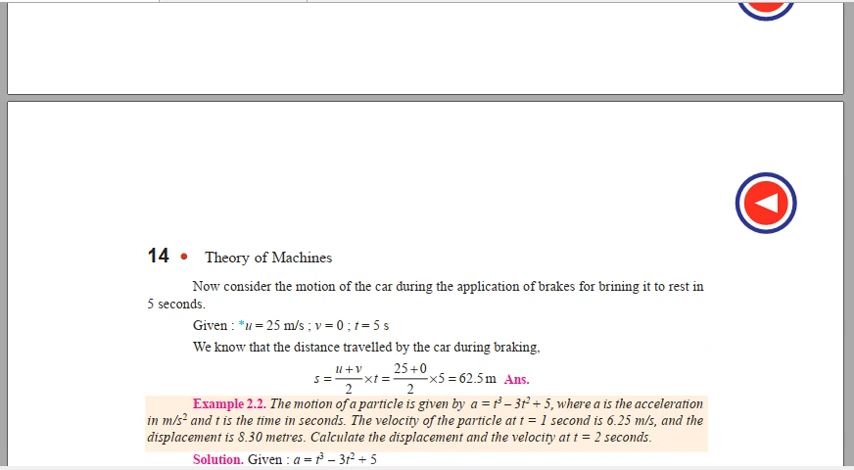 14 • Theory of Machines
Now consider the motion of the car during the application of brakes for brining it to rest in
5 seconds.
Given : *u = 25 m/s ; v = 0 ; t = 5 s
We know that the distance travelled by the car during braking,
s = (u + v)/2 × t = (25 + 0)/2 × 5 = 62.5 m Ans.
Example 2.2. The motion of a particle is given by a = t³ – 3t² + 5, where a is the acceleration
in m/s² and t is the time in seconds. The velocity of the particle at t = 1 second is 6.25 m/s, and the
displacement is 8.30 metres. Calculate the displacement and the velocity at t = 2 seconds.
Solution. Given : a = t³ – 3t² + 5